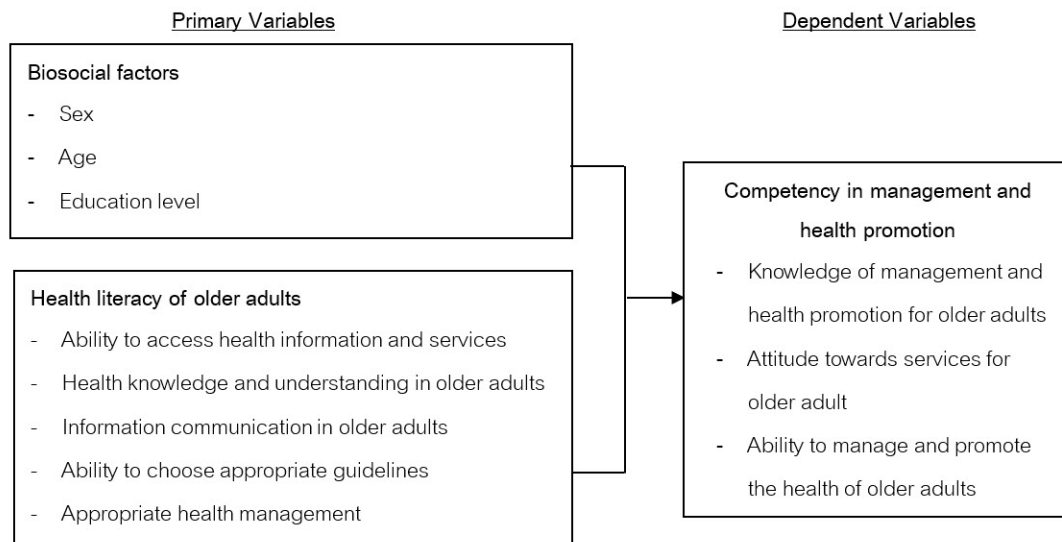 Primary Variables
Biosocial factors
- Sex
- Age
- Education level
Health literacy of older adults
- Ability to access health information and services
- Health knowledge and understanding in older adults
- Information communication in older adults
- Ability to choose appropriate guidelines
- Appropriate health management
Dependent Variables
Competency in management and
health promotion
- Knowledge of management and
health promotion for older adults
- Attitude towards services for
older adult
- Ability to manage and promote
the health of older adults